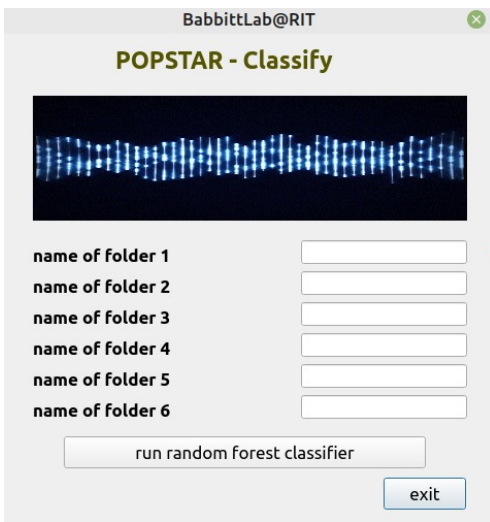 BabbittLab@RIT
POPSTAR - Classify
name of folder 1
name of folder 2
name of folder 3
name of folder 4
name of folder 5
name of folder 6
run random forest classifier
exit